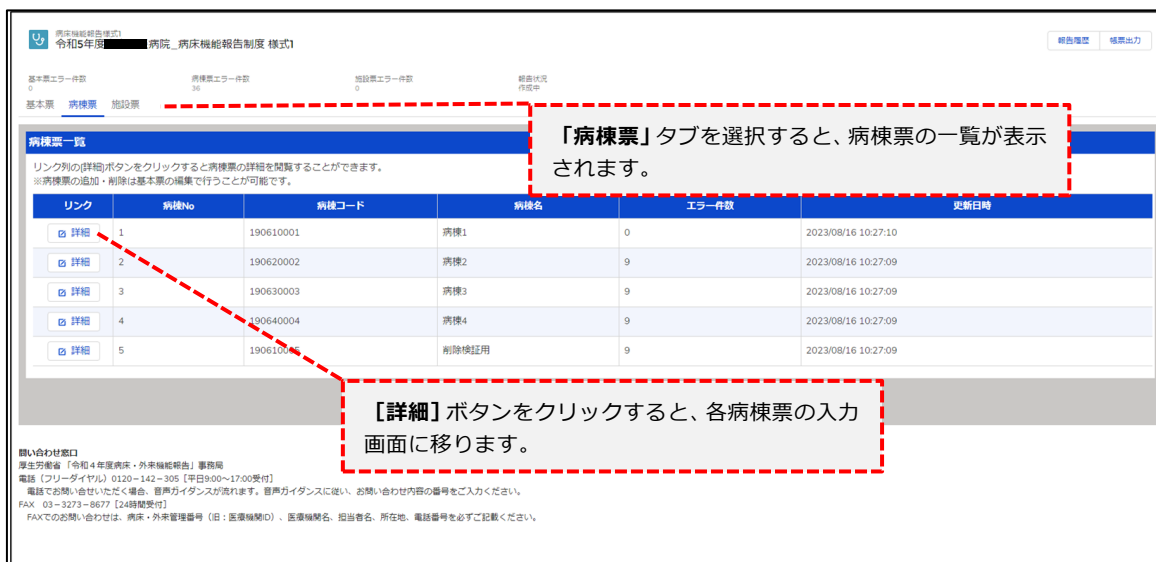 病床機能報告様式1
令和5年度 病院_病床機能報告制度 様式1
報告履歴 帳票出力
基本票エラー件数 病棟票エラー件数 施設票エラー件数 報告状況
0 36 0 作成中
基本票 病棟票 施設票
「病棟票」タブを選択すると、病棟票の一覧が表示
されます。
病棟票一覧
リンク列の[詳細]ボタンをクリックすると病棟票の詳細を閲覧することができます。
※病棟票の追加・削除は基本票の編集で行うことが可能です。
リンク 病棟No 病棟コード 病棟名 エラー件数 更新日時
詳細 1 190610001 病棟1 0 2023/08/16 10:27:10
詳細 2 190620002 病棟2 9 2023/08/16 10:27:09
詳細 3 190630003 病棟3 9 2023/08/16 10:27:09
詳細 4 190640004 病棟4 9 2023/08/16 10:27:09
詳細 5 190610005 削除検証用 9 2023/08/16 10:27:09
[詳細]ボタンをクリックすると、各病棟票の入力
画面に移ります。
問い合わせ窓口
厚生労働省「令和4年度病床・外来機能報告」事務局
電話(フリーダイヤル)0120-142-305[平日9:00~17:00受付]
電話でお問い合せいただく場合、音声ガイダンスが流れます。音声ガイダンスに従い、お問い合わせ内容の番号をご入力ください。
FAX 03-3273-8677[24時間受付]
FAXでのお問い合わせは、病床・外来管理番号(旧:医療機関ID)、医療機関名、担当者名、所在地、電話番号を必ずご記載ください。